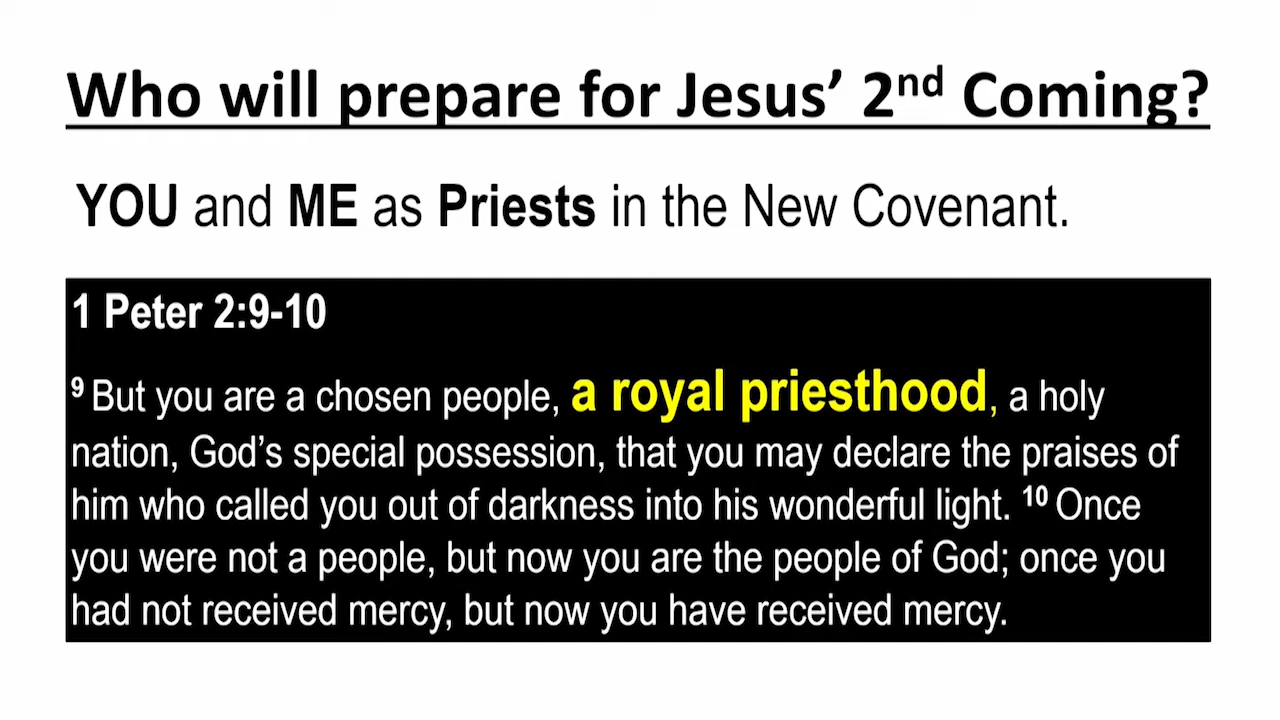 Who will prepare for Jesus’ 2nd Coming?
YOU and ME as Priests in the New Covenant.
1 Peter 2:9-10
9 But you are a chosen people, a royal priesthood, a holy
nation, God’s special possession, that you may declare the praises of
him who called you out of darkness into his wonderful light. 10 Once
you were not a people, but now you are the people of God; once you
had not received mercy, but now you have received mercy.